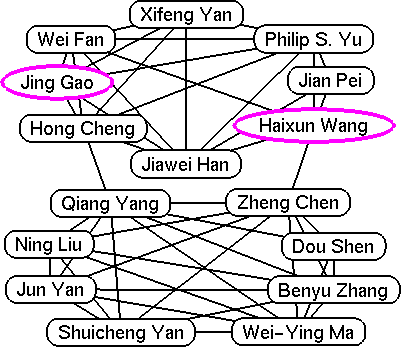 Xifeng Yan
Wei Fan
Philip S. Yu
Jing Gao
Jian Pei
Hong Cheng
Haixun Wang
Jiawei Han
Qiang Yang
Zheng Chen
Ning Liu
Dou Shen
Jun Yan
Benyu Zhang
Shuicheng Yan
Wei-Ying Ma